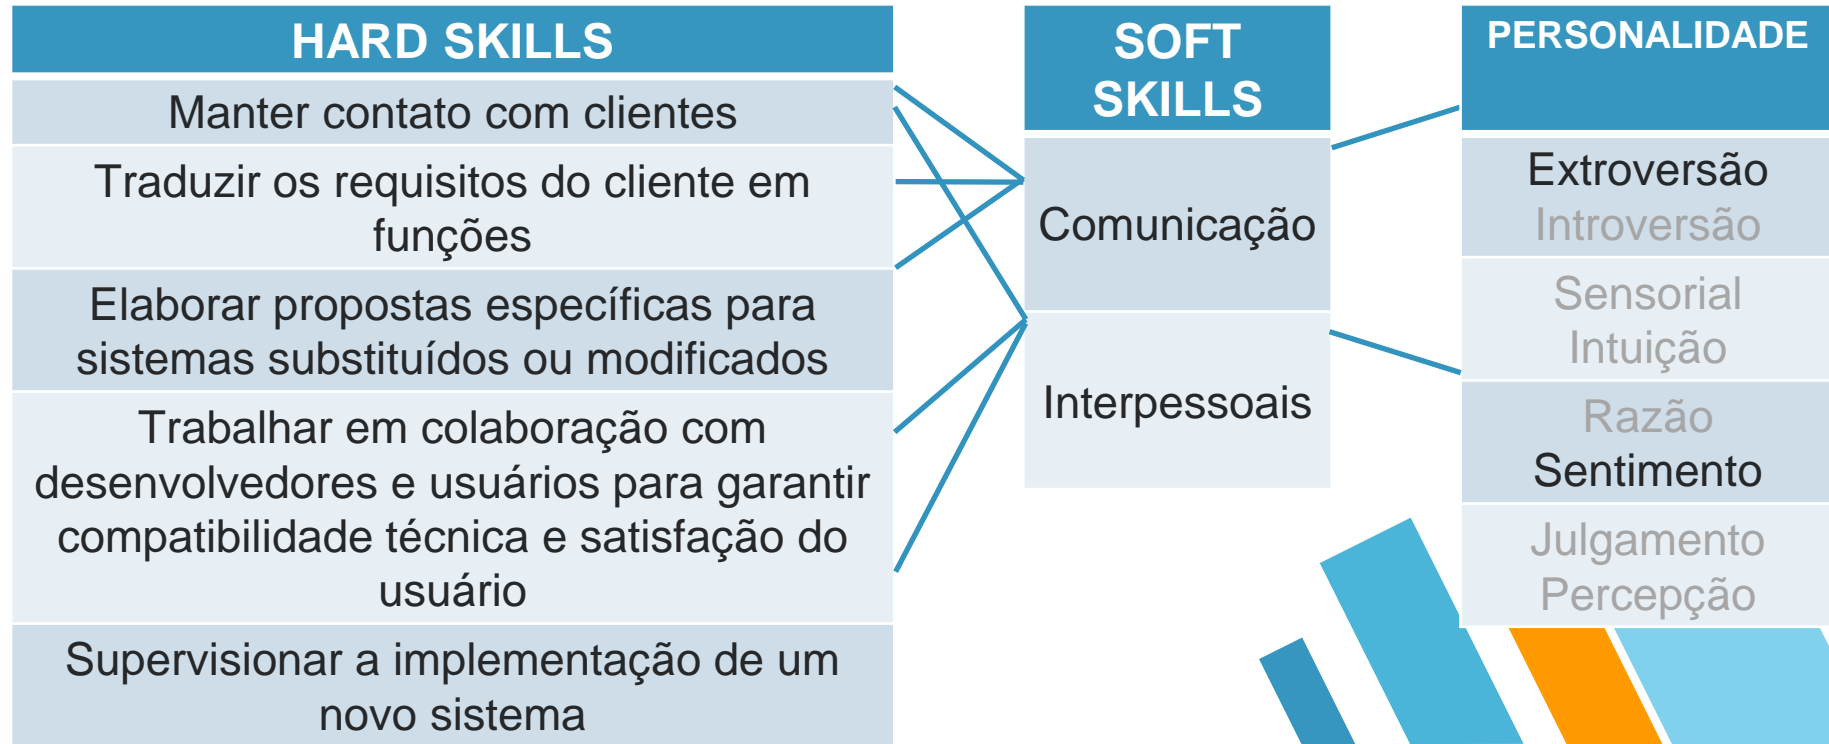 HARD SKILLS
Manter contato com clientes
Traduzir os requisitos do cliente em
funções
Elaborar propostas específicas para
sistemas substituídos ou modificados
Trabalhar em colaboração com
desenvolvedores e usuários para garantir
compatibilidade técnica e satisfação do
usuário
Supervisionar a implementação de um
novo sistema
SOFT
SKILLS
Comunicação
Interpessoais
PERSONALIDADE
Extroversão
Introversão
Sensorial
Intuição
Razão
Sentimento
Julgamento
Percepção